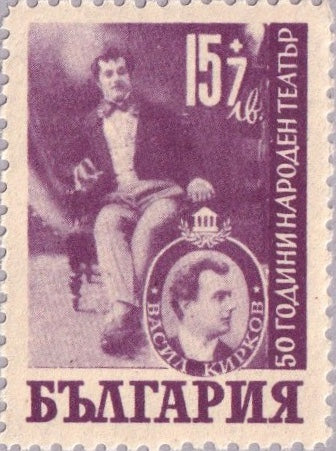 15+7 лв.
50 ГОДИНИ НАРОДЕН ТЕАТЪР
ВАСИЛ КИРКОВ
БЪЛГАРИЯ